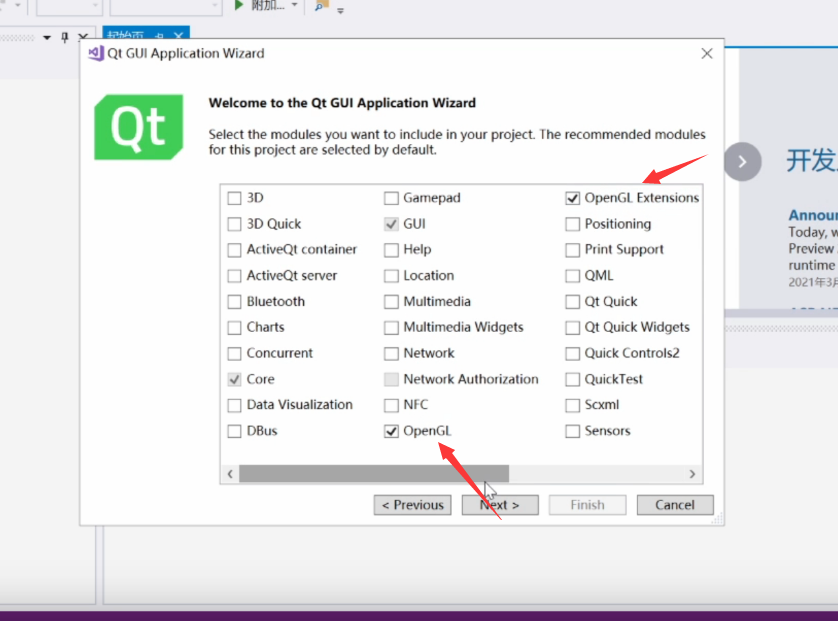 附加...
起始页
Qt GUI Application Wizard
Qt
Welcome to the Qt GUI Application Wizard
Select the modules you want to include in your project. The recommended modules
for this project are selected by default.
3D
Gamepad
OpenGL Extensions
3D Quick
GUI
Positioning
ActiveQt container
Help
Print Support
ActiveQt server
Location
QML
Bluetooth
Multimedia
Qt Quick
Charts
Multimedia Widgets
Qt Quick Widgets
Concurrent
Network
Quick Controls2
Core
Network Authorization
QuickTest
Data Visualization
NFC
Scxml
DBus
OpenGL
Sensors
< Previous
Next >
Finish
Cancel
开发
Announ
Today, w
Preview
runtime
2021年3月